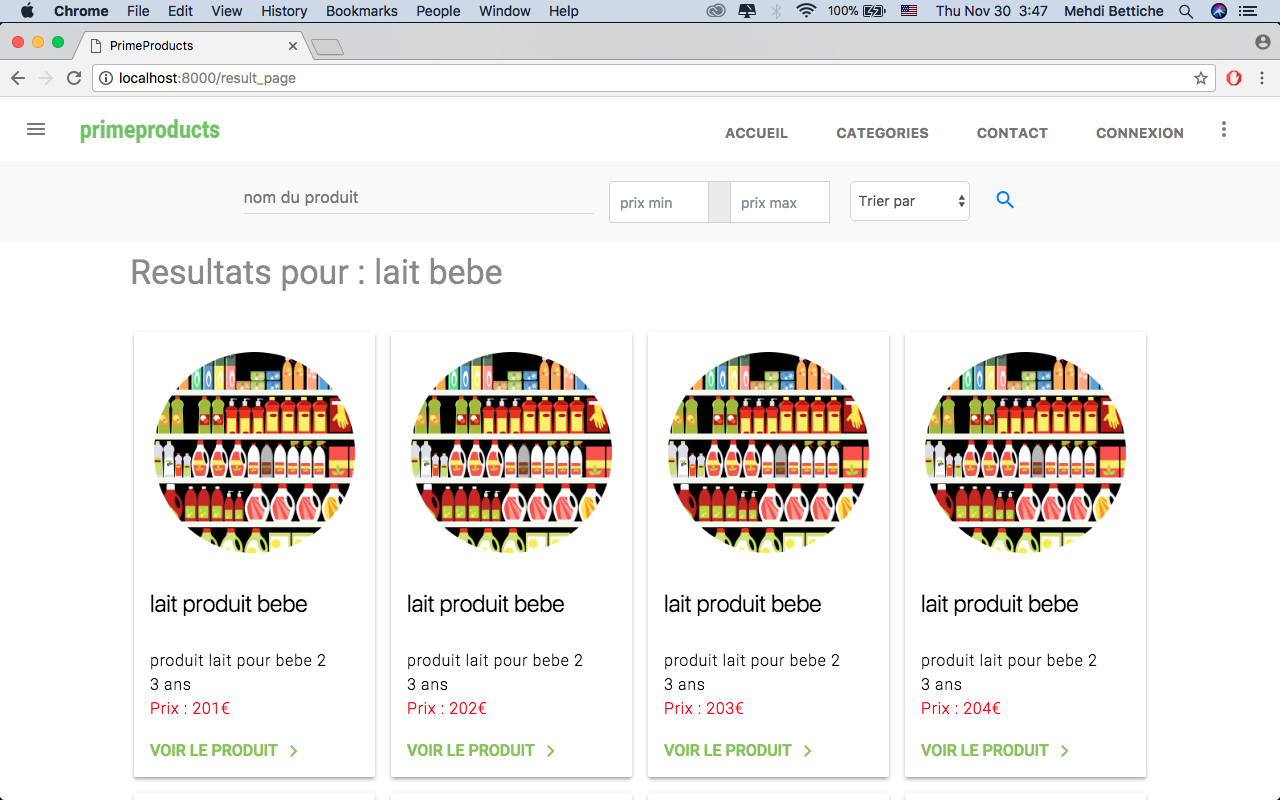 Chrome File Edit View History Bookmarks People Window Help 100% Thu Nov 30 3:47 Mehdi Bettiche
PrimeProducts
localhost:8000/result_page
primeproducts ACCUEIL CATEGORIES CONTACT CONNEXION
nom du produit prix min prix max Trier par
Resultats pour : lait bebe
lait produit bebe
produit lait pour bebe 2
3 ans
Prix : 201€
VOIR LE PRODUIT
lait produit bebe
produit lait pour bebe 2
3 ans
Prix : 202€
VOIR LE PRODUIT
lait produit bebe
produit lait pour bebe 2
3 ans
Prix : 203€
VOIR LE PRODUIT
lait produit bebe
produit lait pour bebe 2
3 ans
Prix : 204€
VOIR LE PRODUIT